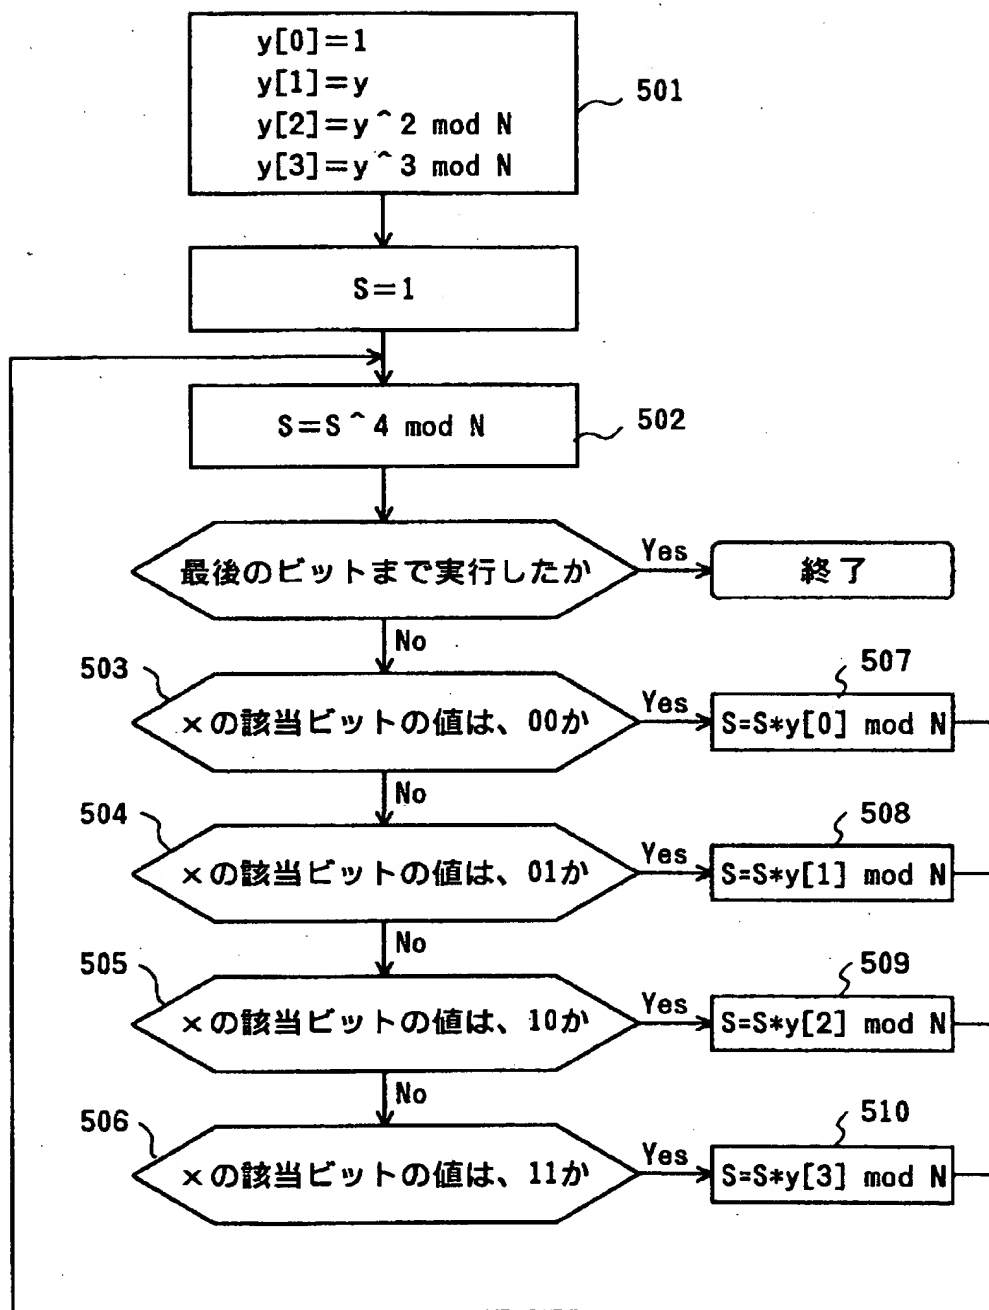 y[0]=1
y[1]=y
y[2]=y^2 mod N
y[3]=y^3 mod N
501
S=1
S=S^4 mod N
502
最後のビットまで実行したか
Yes
終了
No
503
×の該当ビットの値は、00か
Yes
507
S=S*y[0] mod N
No
504
×の該当ビットの値は、01か
Yes
508
S=S*y[1] mod N
No
505
×の該当ビットの値は、10か
Yes
509
S=S*y[2] mod N
No
506
×の該当ビットの値は、11か
Yes
510
S=S*y[3] mod N